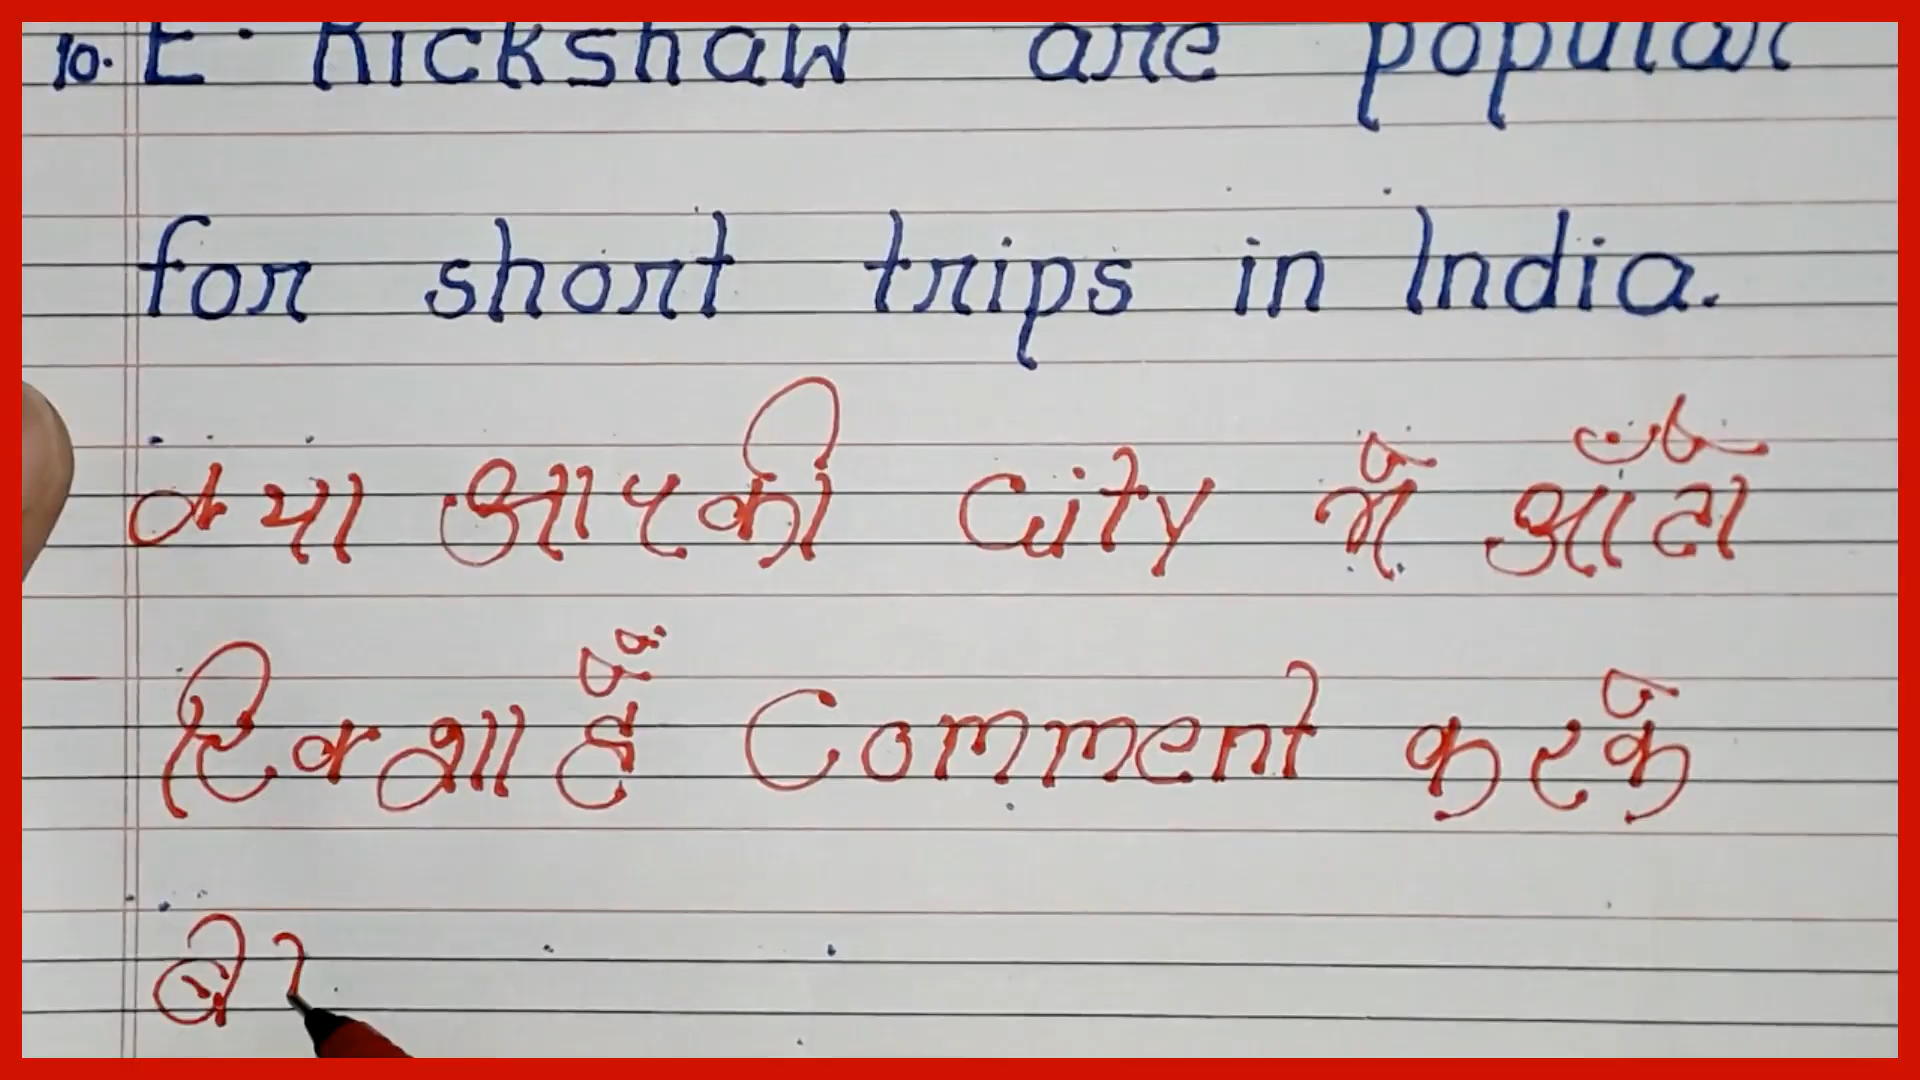 10. E. Rickshaw are popular
for short trips in India.
क्या आपकी City में ऑटो
रिक्शा हैं Comment करके